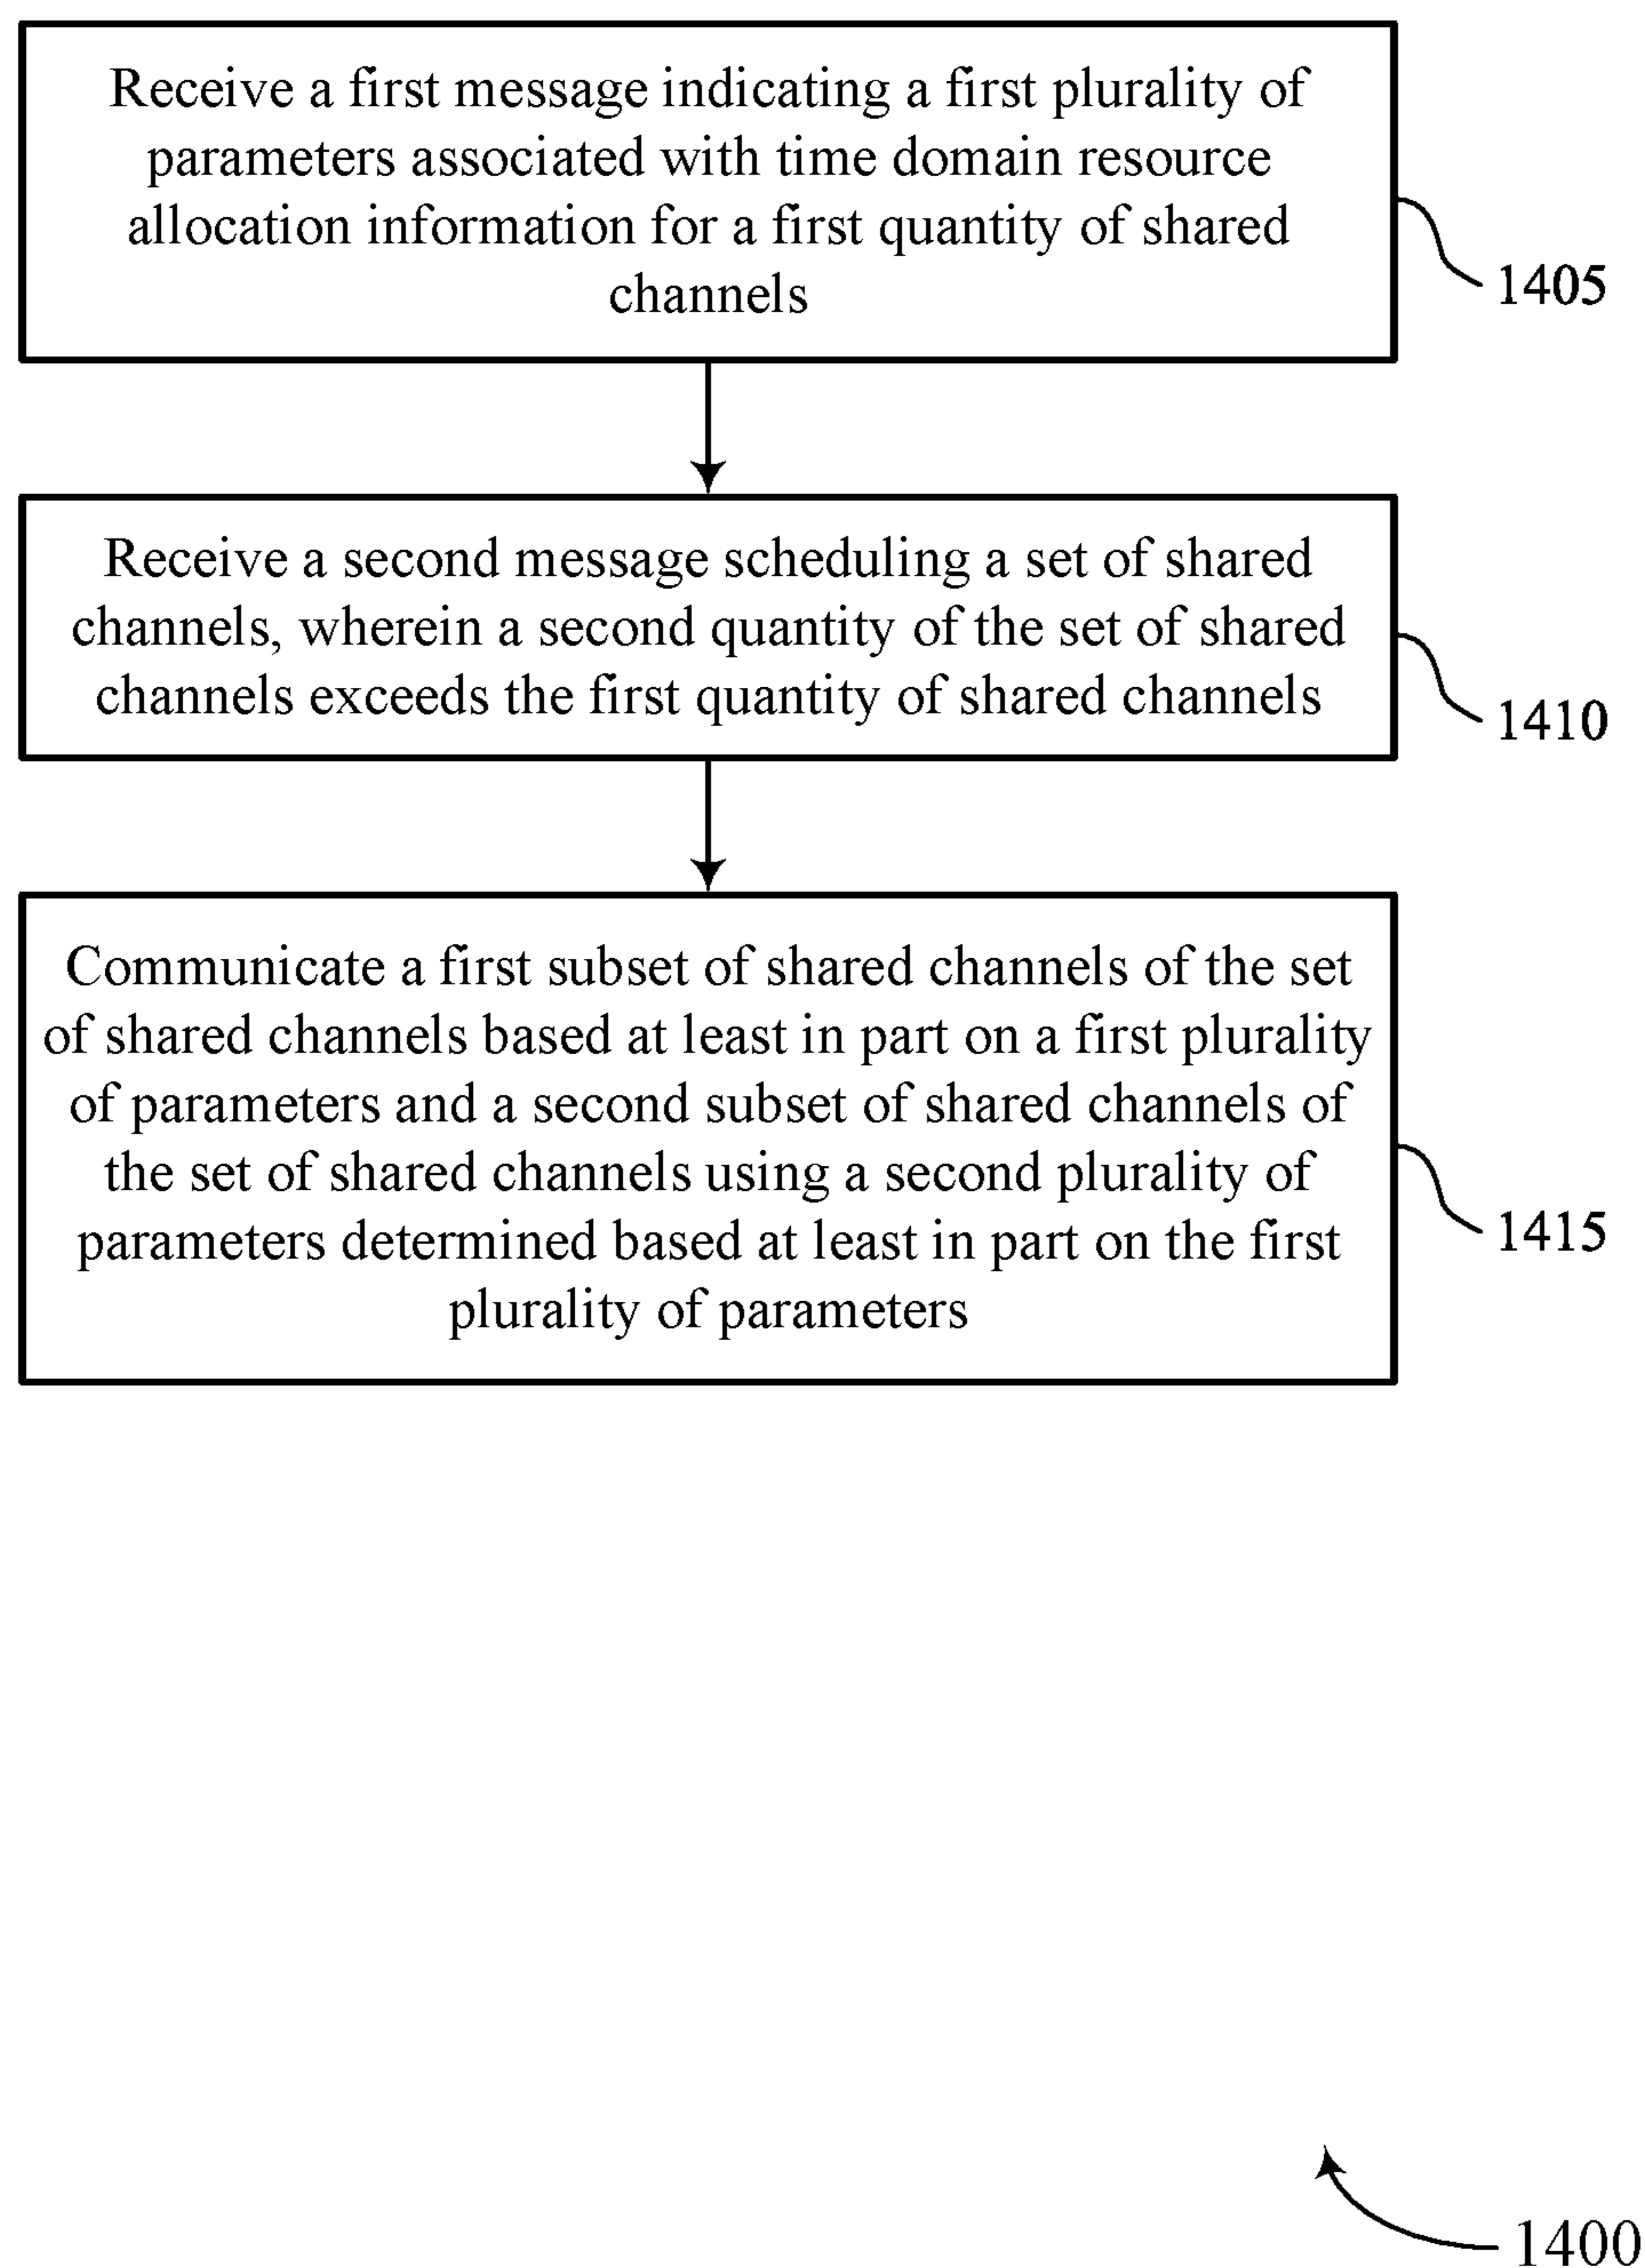 Receive a first message indicating a first plurality of
parameters associated with time domain resource
allocation information for a first quantity of shared
channels
1405
Receive a second message scheduling a set of shared
channels, wherein a second quantity of the set of shared
channels exceeds the first quantity of shared channels
1410
Communicate a first subset of shared channels of the set
of shared channels based at least in part on a first plurality
of parameters and a second subset of shared channels of
the set of shared channels using a second plurality of
parameters determined based at least in part on the first
plurality of parameters
1415
1400